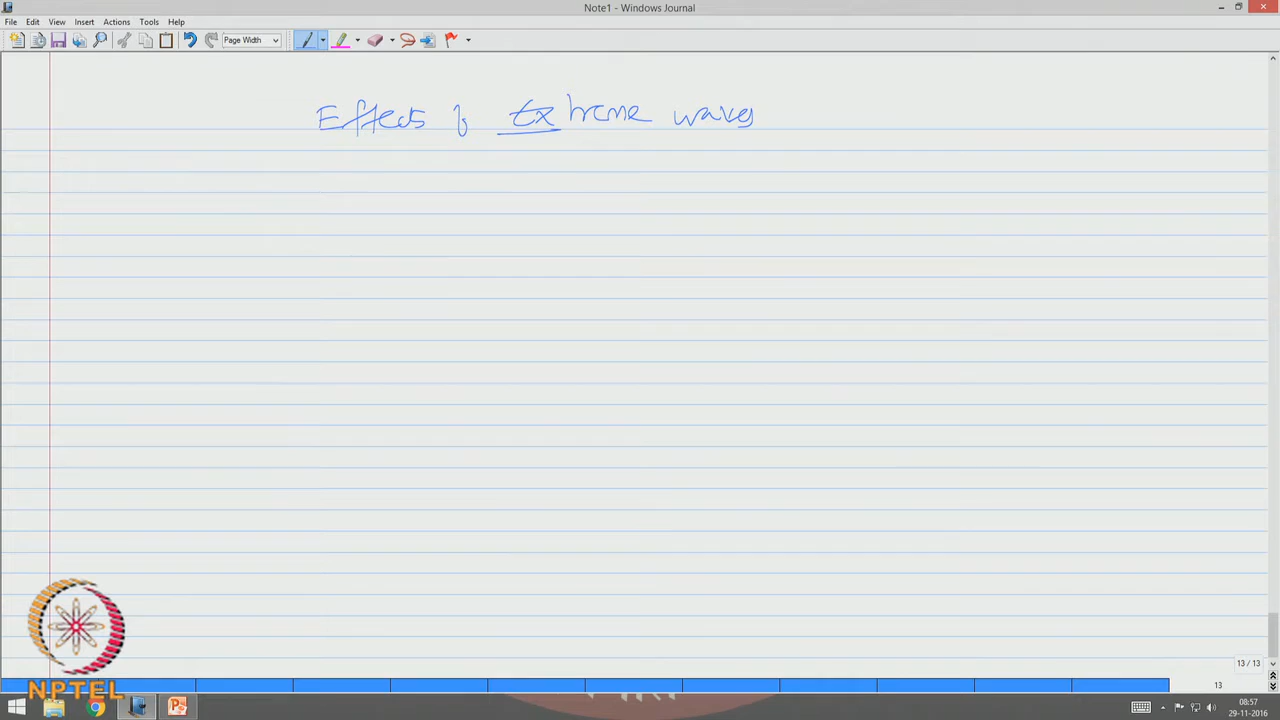 Note1 - Windows Journal
File Edit View Insert Actions Tools Help
Page Width
Effects of Extreme waves
13 / 13
13
NPTEL
08:57
29-11-2016